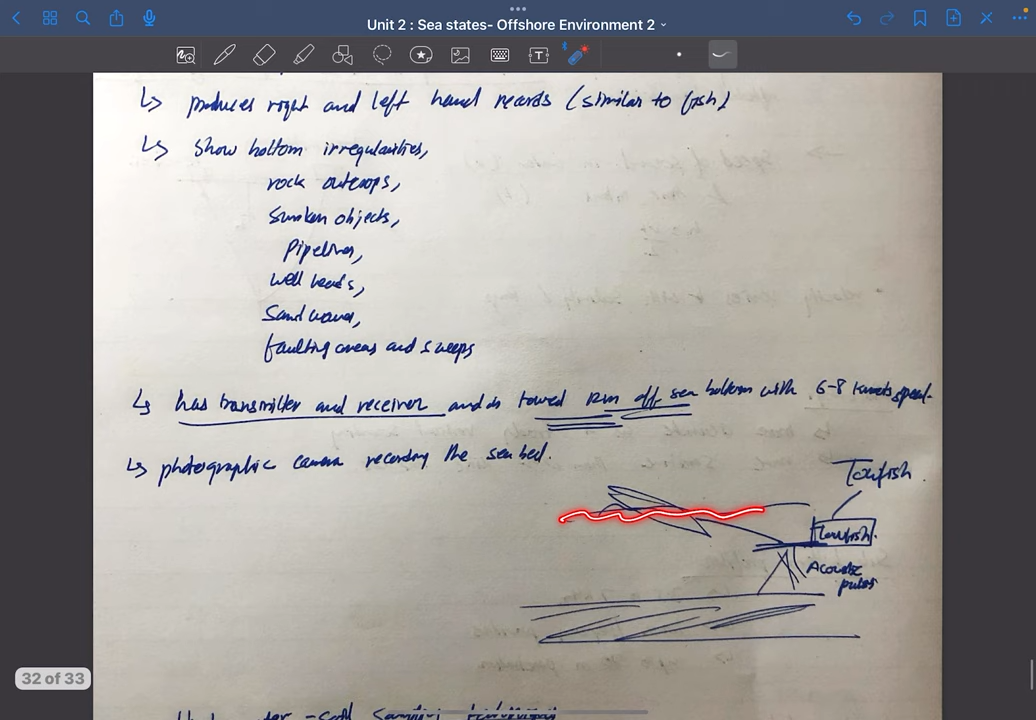 Unit 2 : Sea states- Offshore Environment 2
↳ produces right and left hand records (similar to fish)
↳ Show bottom irregularities,
rock outcrops,
Sunken objects,
Pipelines,
well heads,
Sand waves,
faulting areas and sweeps
↳ has transmitter and receiver and is towed 12m off sea bottom with 6-8 knots speed.
↳ photographic camera recording the sea bed.
Towfish.
Towfish.
Acoustic
pulses
32 of 33